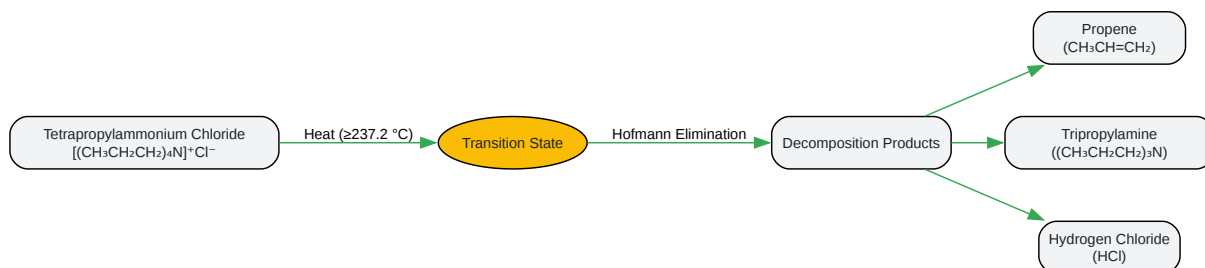 Propene
(CH₃CH=CH₂)
Tetrapropylammonium Chloride
[(CH₃CH₂CH₂)₄N]⁺Cl⁻
Heat (≥237.2 °C)
Transition State
Hofmann Elimination
Decomposition Products
Tripropylamine
((CH₃CH₂CH₂)₃N)
Hydrogen Chloride
(HCl)